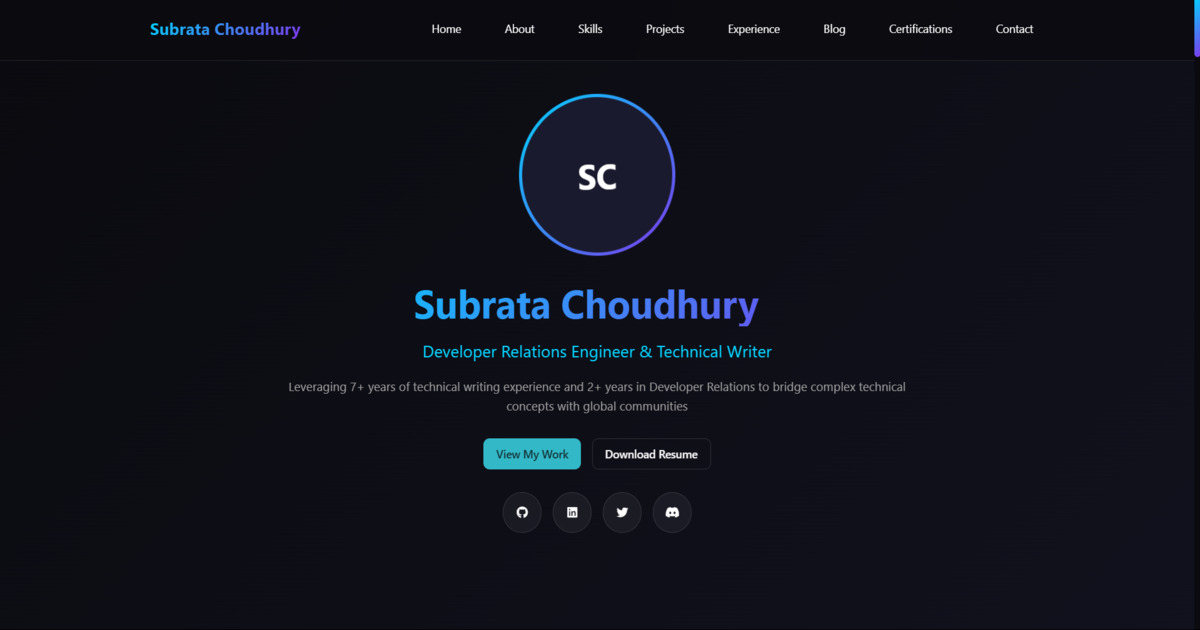 Subrata Choudhury
Home
About
Skills
Projects
Experience
Blog
Certifications
Contact
SC
Subrata Choudhury
Developer Relations Engineer & Technical Writer
Leveraging 7+ years of technical writing experience and 2+ years in Developer Relations to bridge complex technical
concepts with global communities
View My Work
Download Resume